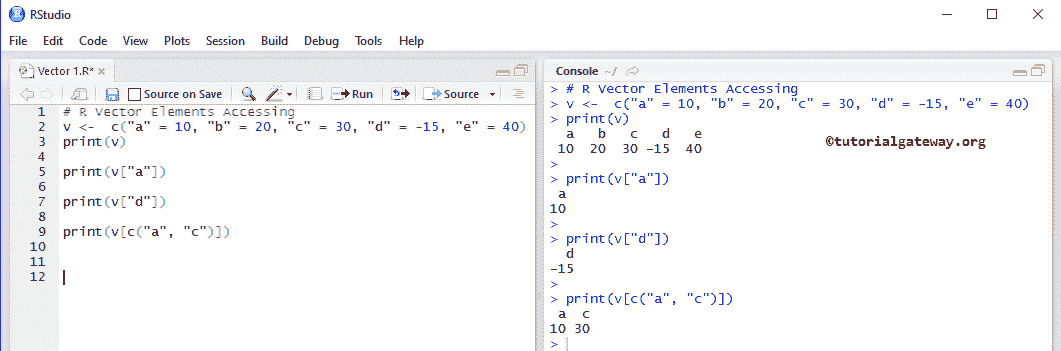 RStudio
File Edit Code View Plots Session Build Debug Tools Help
Vector 1.R*
Source on Save Run Source
1 # R Vector Elements Accessing
2 v <- c("a" = 10, "b" = 20, "c" = 30, "d" = -15, "e" = 40)
3 print(v)
4
5 print(v["a"])
6
7 print(v["d"])
8
9 print(v[c("a", "c")])
10
11
12
Console ~/
> # R Vector Elements Accessing
> v <- c("a" = 10, "b" = 20, "c" = 30, "d" = -15, "e" = 40)
> print(v)
  a   b   c   d   e
 10  20  30 -15  40
©tutorialgateway.org
>
> print(v["a"])
 a
10
>
> print(v["d"])
  d
-15
>
> print(v[c("a", "c")])
 a  c
10 30
>